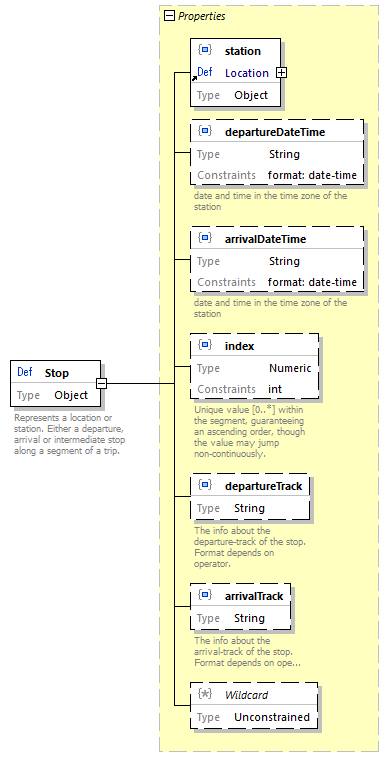 Properties
station
Def Location
Type Object
departureDateTime
Type String
Constraints format: date-time
date and time in the time zone of the
station
arrivalDateTime
Type String
Constraints format: date-time
date and time in the time zone of the
station
index
Type Numeric
Constraints int
Unique value [0..*] within
the segment, guaranteeing
an ascending order, though
the value may jump
non-continuously.
Def Stop
Type Object
Represents a location or
station. Either a departure,
arrival or intermediate stop
along a segment of a trip.
departureTrack
Type String
The info about the
departure-track of the stop.
Format depends on
operator.
arrivalTrack
Type String
The info about the
arrival-track of the stop.
Format depends on ope...
{*} Wildcard
Type Unconstrained